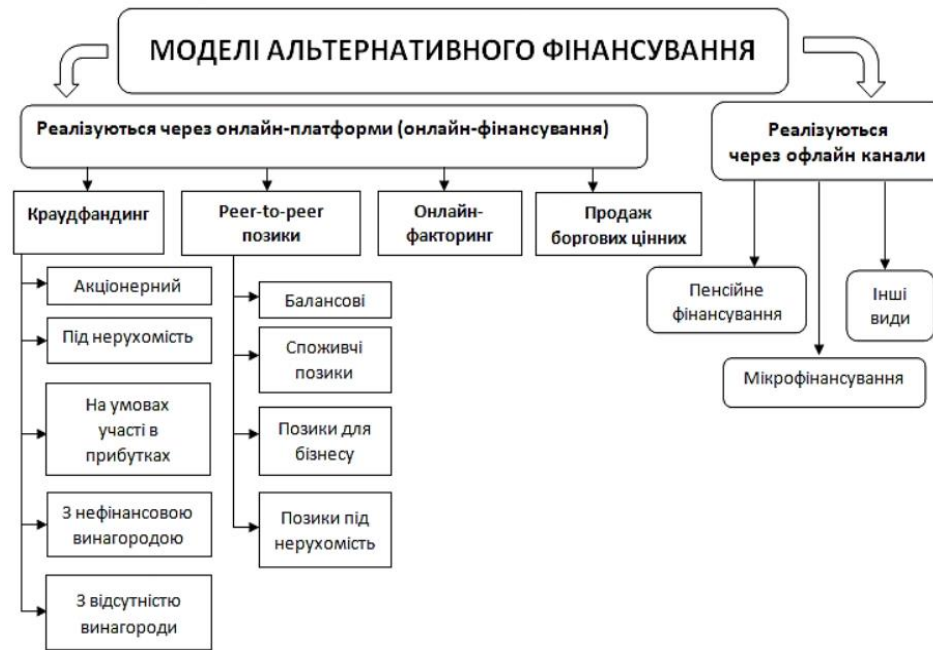 МОДЕЛІ АЛЬТЕРНАТИВНОГО ФІНАНСУВАННЯ
Реалізуються через онлайн-платформи (онлайн-фінансування)
Реалізуються
через офлайн канали
Краудфандинг
Peer-to-peer
позики
Онлайн-
факторинг
Продаж
боргових цінних
Акціонерний
Під нерухомість
На умовах
участі в
прибутках
З нефінансовою
винагородою
З відсутністю
винагороди
Балансові
Споживчі
позики
Позики для
бізнесу
Позики під
нерухомість
Пенсійне
фінансування
Мікрофінансування
Інші
види